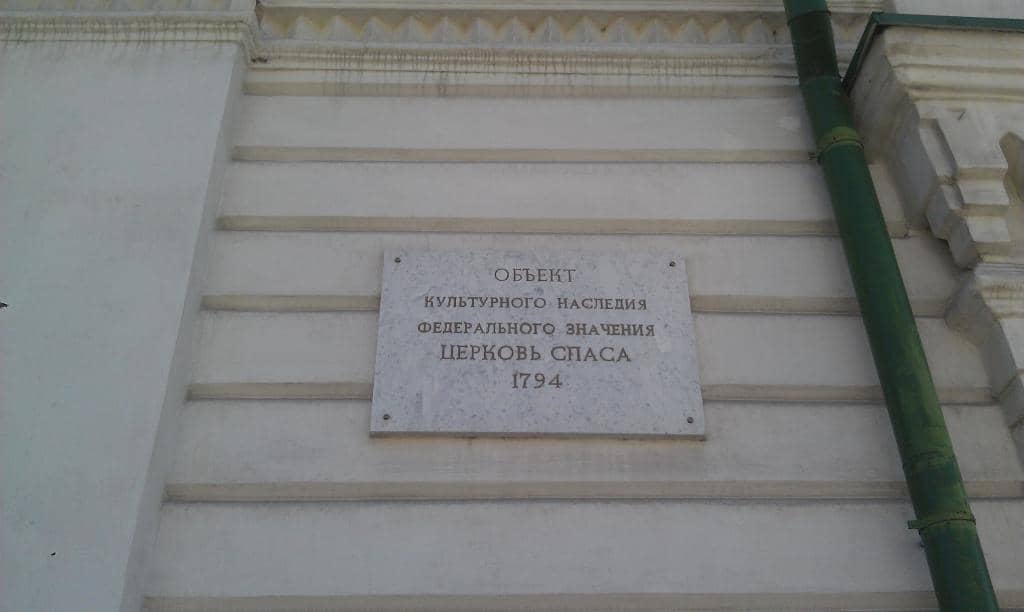 ОБЪЕКТ
КУЛЬТУРНОГО НАСЛЕДИЯ
ФЕДЕРАЛЬНОГО ЗНАЧЕНИЯ
ЦЕРКОВЬ СПАСА
1794